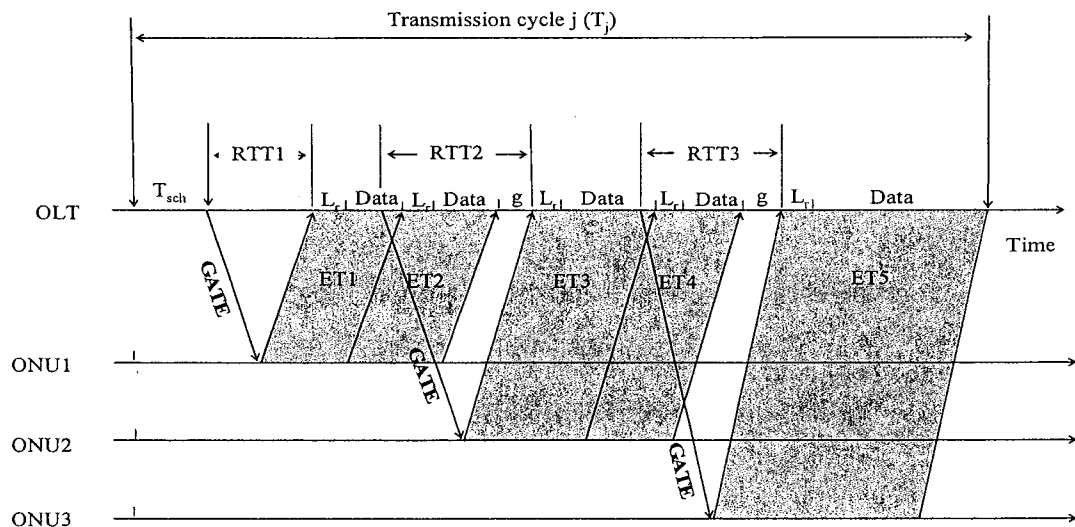 Transmission cycle j (Tj)
RTT1 RTT2 RTT3
Tsch Lr Data Lr Data g Lr Data Lr Data g Lr Data
OLT
Time
GATE ET1 ET2 ET3 ET4 ET5
ONU1
GATE
ONU2
GATE
ONU3